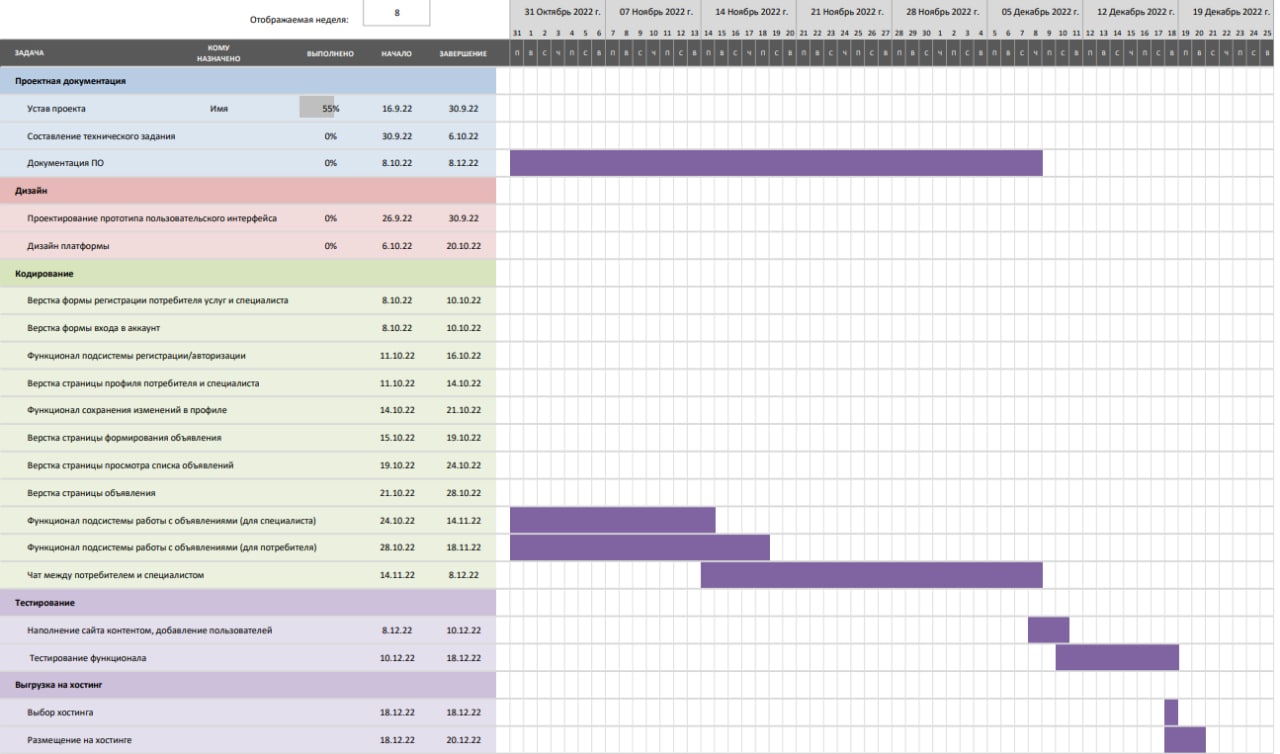 Отображаемая неделя: 8
31 Октябрь 2022 г. 07 Ноябрь 2022 г. 14 Ноябрь 2022 г. 21 Ноябрь 2022 г. 28 Ноябрь 2022 г. 05 Декабрь 2022 г. 12 Декабрь 2022 г. 19 Декабрь 2022 г.
31 1 2 3 4 5 6 7 8 9 10 11 12 13 14 15 16 17 18 19 20 21 22 23 24 25 26 27 28 29 30 1 2 3 4 5 6 7 8 9 10 11 12 13 14 15 16 17 18 19 20 21 22 23 24 25
ЗАДАЧА КОМУ НАЗНАЧЕНО ВЫПОЛНЕНО НАЧАЛО ЗАВЕРШЕНИЕ П В С Ч П С В П В С Ч П С В П В С Ч П С В П В С Ч П С В П В С Ч П С В П В С Ч П С В П В С Ч П С В П В С Ч П С В
Проектная документация
Устав проекта Имя 55% 16.9.22 30.9.22
Составление технического задания 0% 30.9.22 6.10.22
Документация ПО 0% 8.10.22 8.12.22
Дизайн
Проектирование прототипа пользовательского интерфейса 0% 26.9.22 30.9.22
Дизайн платформы 0% 6.10.22 20.10.22
Кодирование
Верстка формы регистрации потребителя услуг и специалиста 8.10.22 10.10.22
Верстка формы входа в аккаунт 8.10.22 10.10.22
Функционал подсистемы регистрации/авторизации 11.10.22 16.10.22
Верстка страницы профиля потребителя и специалиста 11.10.22 14.10.22
Функционал сохранения изменений в профиле 14.10.22 21.10.22
Верстка страницы формирования объявления 15.10.22 19.10.22
Верстка страницы просмотра списка объявлений 19.10.22 24.10.22
Верстка страницы объявления 21.10.22 28.10.22
Функционал подсистемы работы с объявлениями (для специалиста) 24.10.22 14.11.22
Функционал подсистемы работы с объявлениями (для потребителя) 28.10.22 18.11.22
Чат между потребителем и специалистом 14.11.22 8.12.22
Тестирование
Наполнение сайта контентом, добавление пользователей 8.12.22 10.12.22
Тестирование функционала 10.12.22 18.12.22
Выгрузка на хостинг
Выбор хостинга 18.12.22 18.12.22
Размещение на хостинге 18.12.22 20.12.22